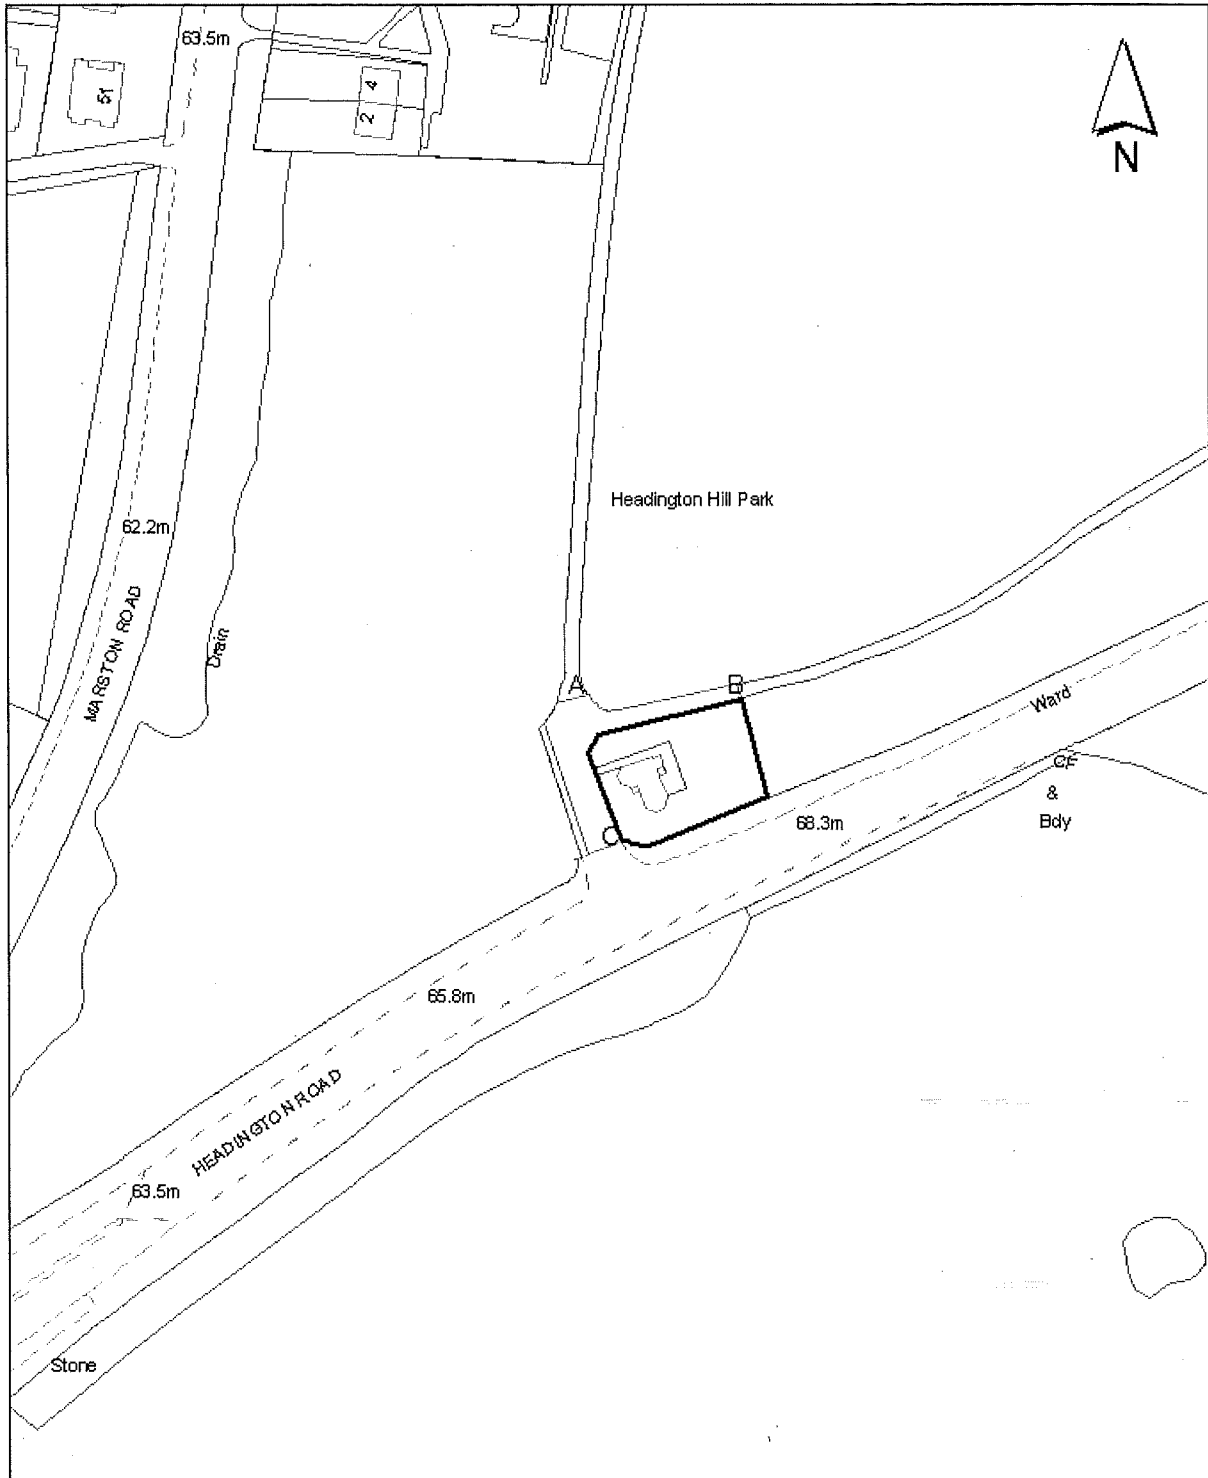 63.5m
51
2 4
N
Headington Hill Park
62.2m
MARSTON ROAD
Drain
A
B
Ward
CF
&
Bdy
68.3m
C
65.8m
HEADINGTON ROAD
63.5m
Stone